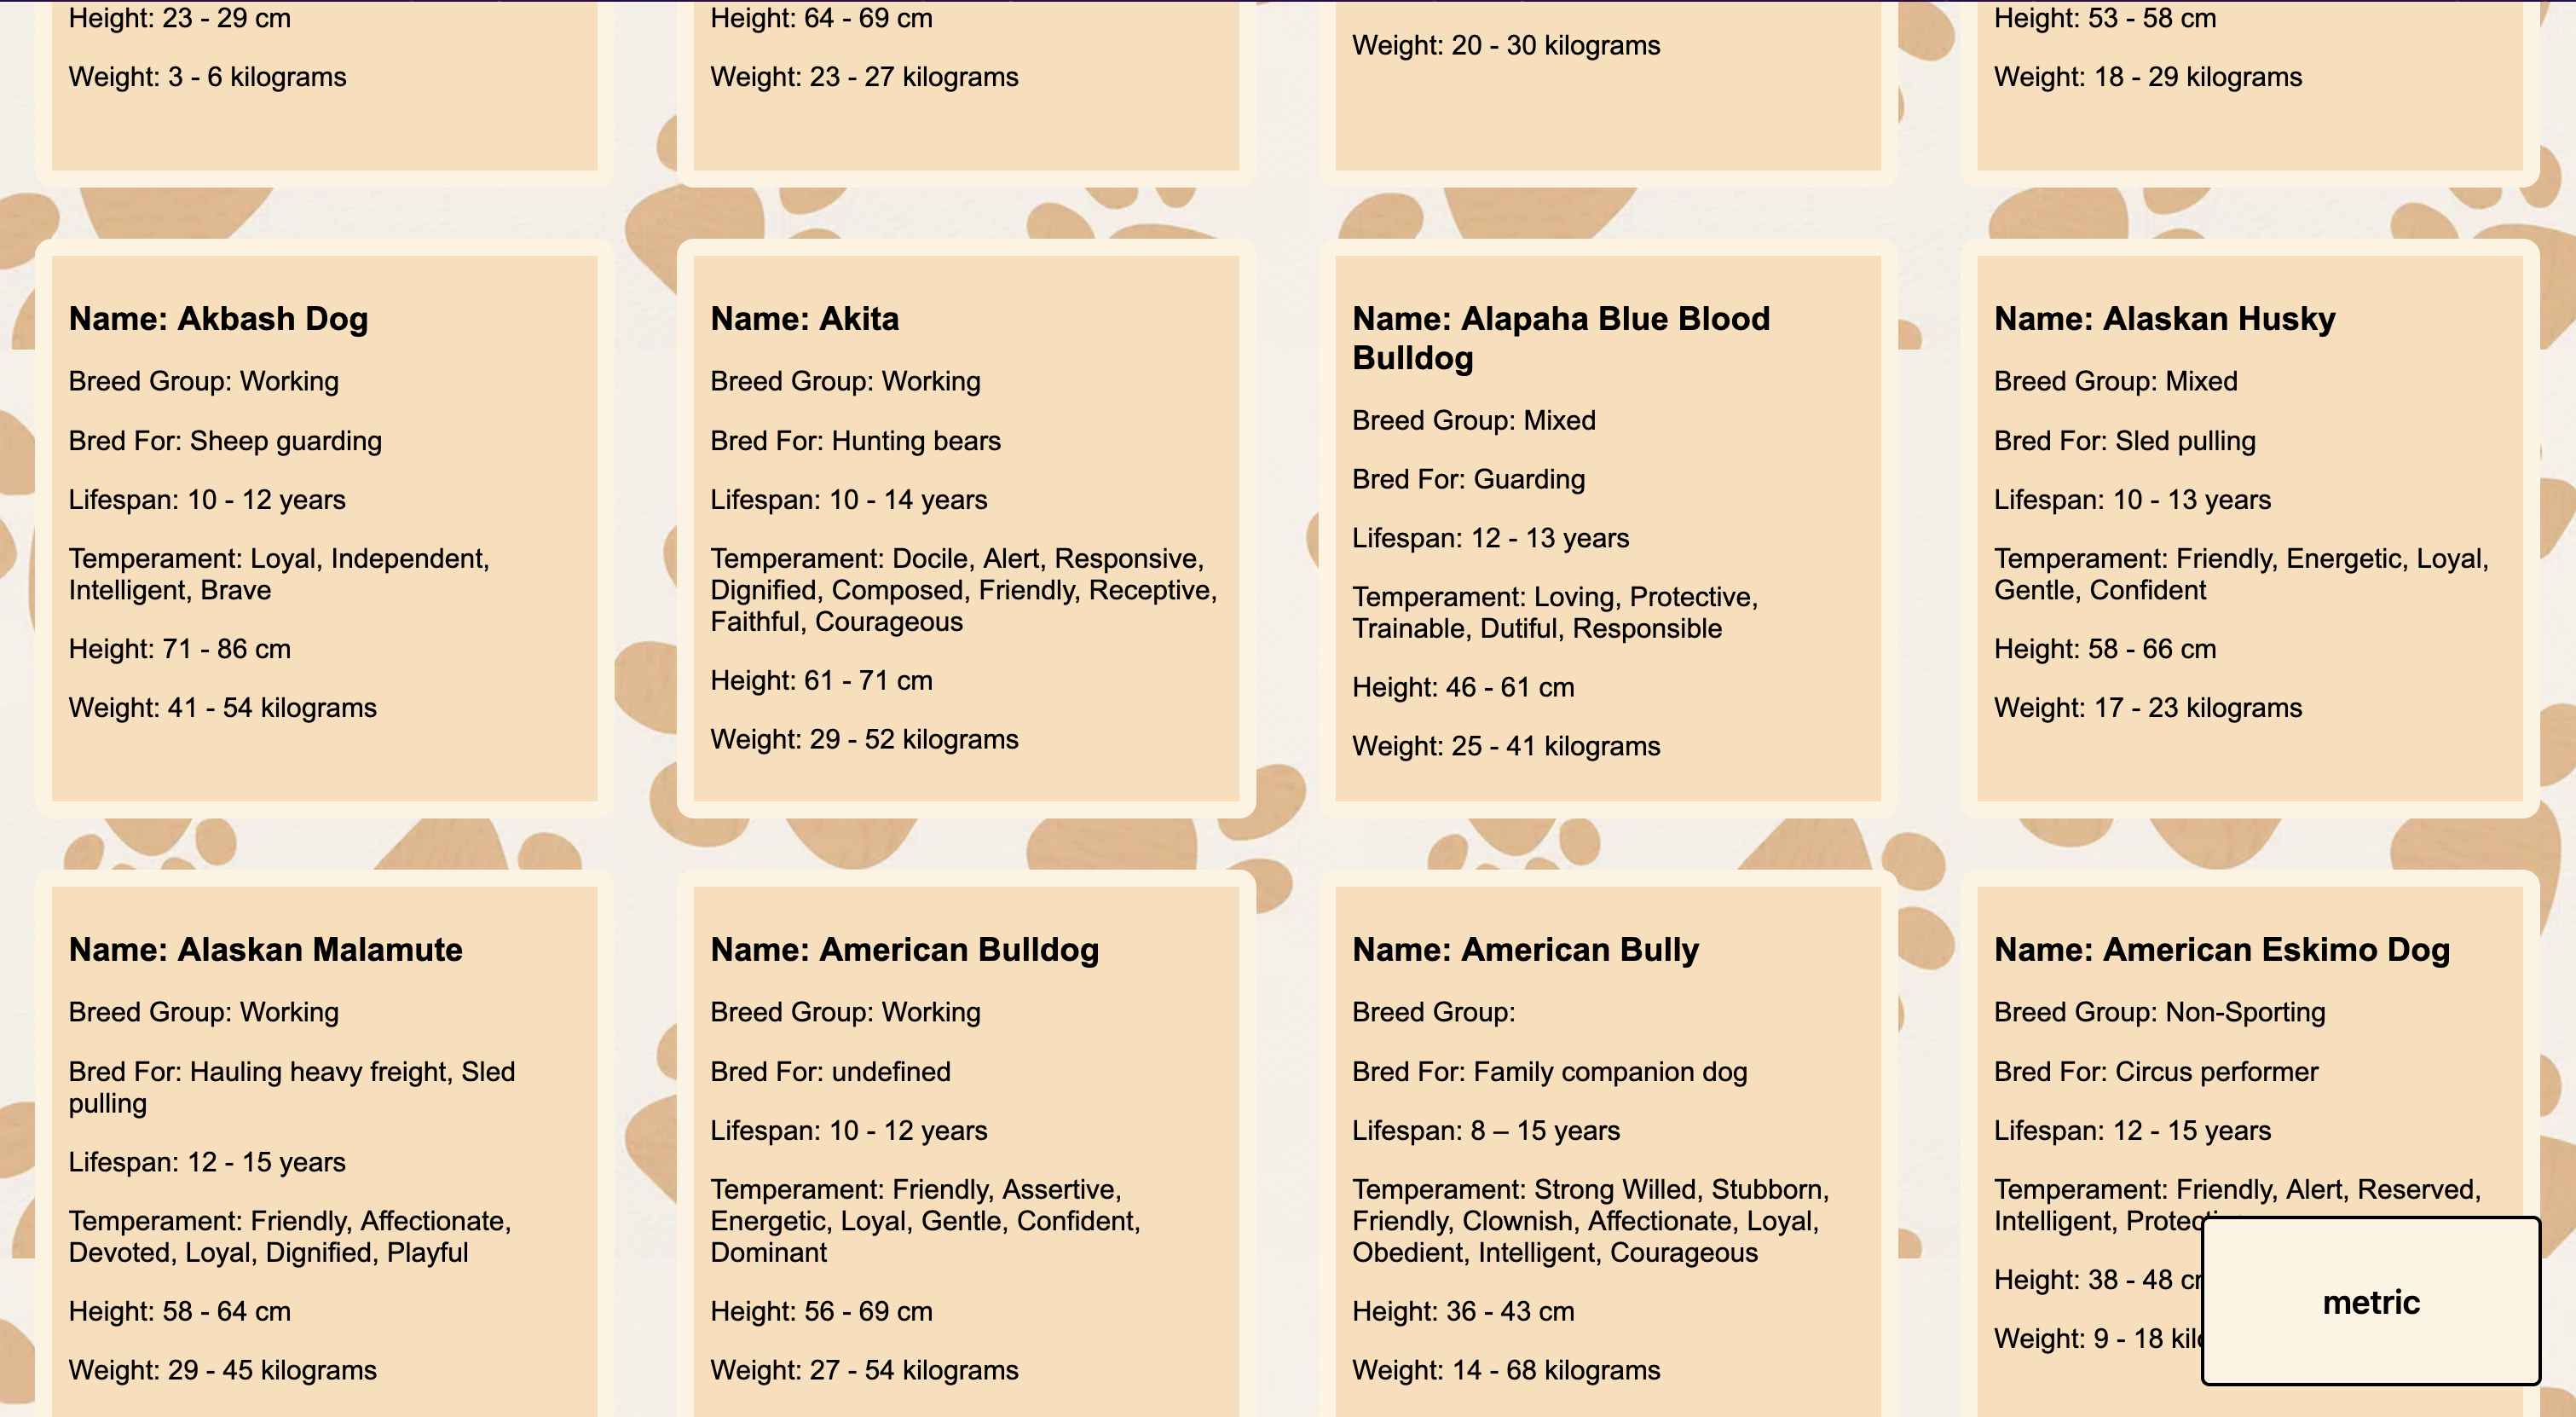 Height: 23 - 29 cm
Weight: 3 - 6 kilograms
Height: 64 - 69 cm
Weight: 23 - 27 kilograms
Weight: 20 - 30 kilograms
Height: 53 - 58 cm
Weight: 18 - 29 kilograms
Name: Akbash Dog
Breed Group: Working
Bred For: Sheep guarding
Lifespan: 10 - 12 years
Temperament: Loyal, Independent,
Intelligent, Brave
Height: 71 - 86 cm
Weight: 41 - 54 kilograms
Name: Akita
Breed Group: Working
Bred For: Hunting bears
Lifespan: 10 - 14 years
Temperament: Docile, Alert, Responsive,
Dignified, Composed, Friendly, Receptive,
Faithful, Courageous
Height: 61 - 71 cm
Weight: 29 - 52 kilograms
Name: Alapaha Blue Blood
Bulldog
Breed Group: Mixed
Bred For: Guarding
Lifespan: 12 - 13 years
Temperament: Loving, Protective,
Trainable, Dutiful, Responsible
Height: 46 - 61 cm
Weight: 25 - 41 kilograms
Name: Alaskan Husky
Breed Group: Mixed
Bred For: Sled pulling
Lifespan: 10 - 13 years
Temperament: Friendly, Energetic, Loyal,
Gentle, Confident
Height: 58 - 66 cm
Weight: 17 - 23 kilograms
Name: Alaskan Malamute
Breed Group: Working
Bred For: Hauling heavy freight, Sled
pulling
Lifespan: 12 - 15 years
Temperament: Friendly, Affectionate,
Devoted, Loyal, Dignified, Playful
Height: 58 - 64 cm
Weight: 29 - 45 kilograms
Name: American Bulldog
Breed Group: Working
Bred For: undefined
Lifespan: 10 - 12 years
Temperament: Friendly, Assertive,
Energetic, Loyal, Gentle, Confident,
Dominant
Height: 56 - 69 cm
Weight: 27 - 54 kilograms
Name: American Bully
Breed Group:
Bred For: Family companion dog
Lifespan: 8 – 15 years
Temperament: Strong Willed, Stubborn,
Friendly, Clownish, Affectionate, Loyal,
Obedient, Intelligent, Courageous
Height: 36 - 43 cm
Weight: 14 - 68 kilograms
Name: American Eskimo Dog
Breed Group: Non-Sporting
Bred For: Circus performer
Lifespan: 12 - 15 years
Temperament: Friendly, Alert, Reserved,
Intelligent,
Height: 38 - 48
Weight: 9 - 18
metric